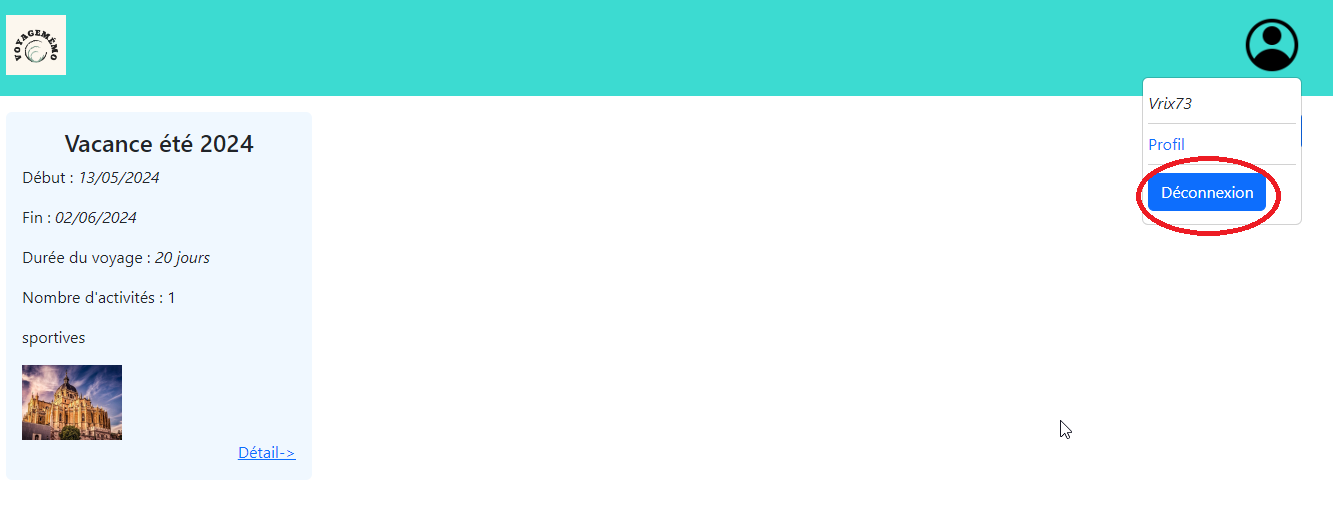 VOYAGEMÉMO
Vrix73
Profil
Déconnexion
Vacance été 2024
Début : 13/05/2024
Fin : 02/06/2024
Durée du voyage : 20 jours
Nombre d'activités : 1
sportives
Détail->